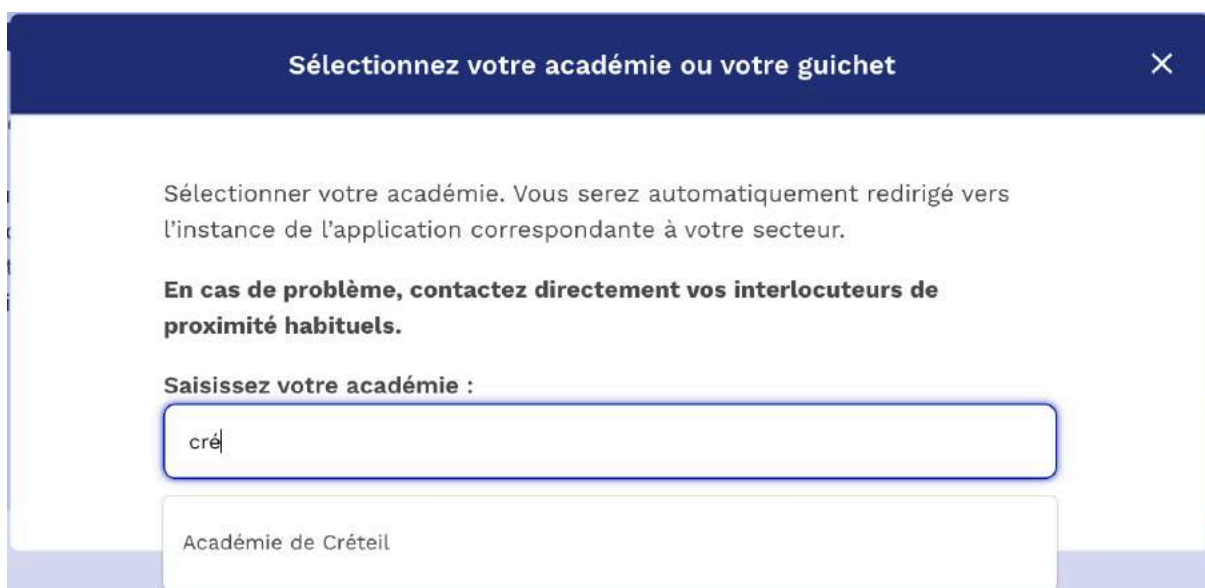 Sélectionnez votre académie ou votre guichet
Sélectionner votre académie. Vous serez automatiquement redirigé vers
l’instance de l’application correspondante à votre secteur.
En cas de problème, contactez directement vos interlocuteurs de
proximité habituels.
Saisissez votre académie :
cré
Académie de Créteil